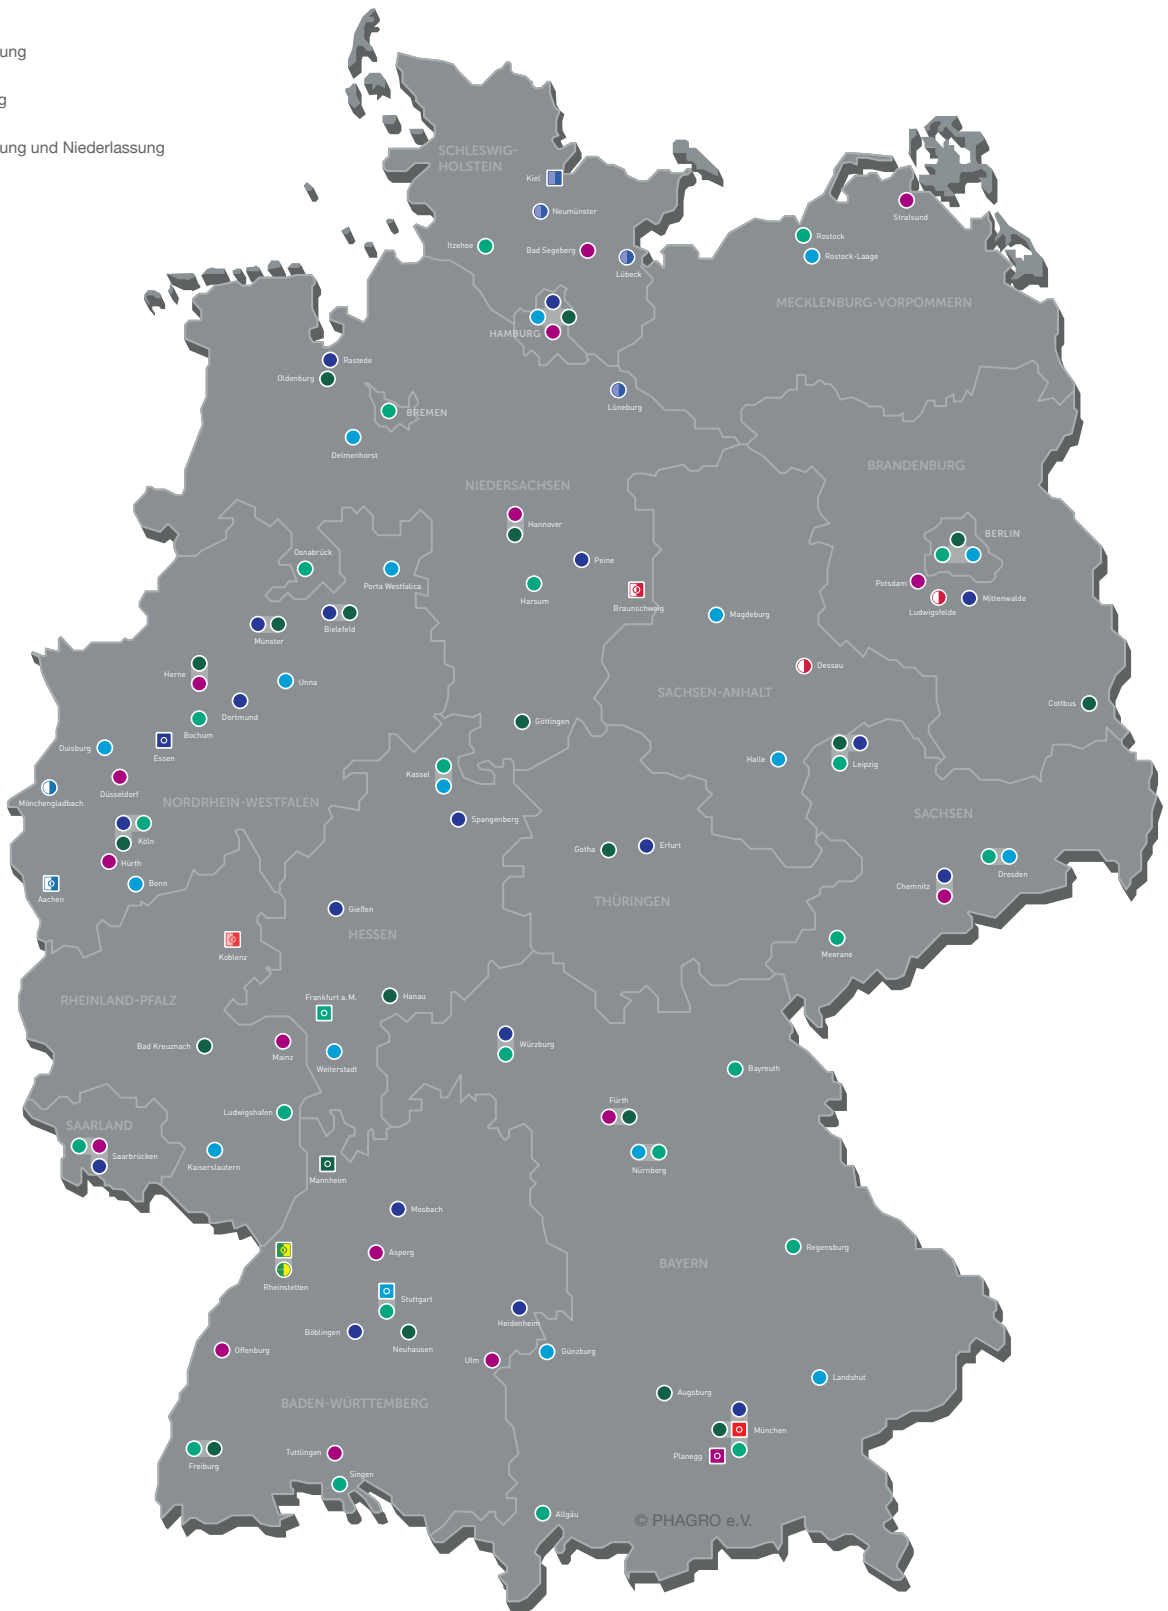 ung
g
ung und Niederlassung
SCHLESWIG-
HOLSTEIN
Kiel
Neumünster
Stralsund
Itzehoe
Bad Segeberg
Rostock
Rostock-Laage
Lübeck
MECKLENBURG-VORPOMMERN
HAMBURG
Rastede
Oldenburg
Lüneburg
BREMEN
Delmenhorst
BRANDENBURG
NIEDERSACHSEN
Hannover
BERLIN
Osnabrück
Peine
Porta Westfalica
Harsum
Potsdam
Braunschweig
Ludwigsfelde
Mittenwalde
Magdeburg
Bielefeld
Münster
Dessau
Herne
Unna
SACHSEN-ANHALT
Cottbus
Dortmund
Göttingen
Bochum
Duisburg
Essen
Halle
Leipzig
Kassel
Düsseldorf
Mönchengladbach
NORDRHEIN-WESTFALEN
SACHSEN
Spangenberg
Köln
Erfurt
Gotha
Hürth
Dresden
Bonn
Chemnitz
Aachen
THÜRINGEN
Gießen
HESSEN
Koblenz
Meerane
Frankfurt a. M.
Hanau
RHEINLAND-PFALZ
Bad Kreuznach
Mainz
Würzburg
Weiterstadt
Bayreuth
Fürth
Ludwigshafen
SAARLAND
Saarbrücken
Kaiserslautern
Nürnberg
Mannheim
Mosbach
Regensburg
Asperg
BAYERN
Rheinstetten
Stuttgart
Heidenheim
Böblingen
Neuhausen
Offenburg
Ulm
Günzburg
Landshut
Augsburg
BADEN-WÜRTTEMBERG
München
Tuttlingen
Planegg
Freiburg
Singen
Allgäu
© PHAGRO e.V.